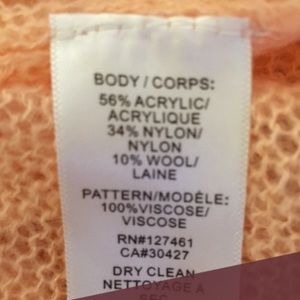 BODY / CORPS:
56% ACRYLIC/
ACRYLIQUE
34% NYLON/
NYLON
10% WOOL/
LAINE
PATTERN/MODÈLE:
100%VISCOSE/
VISCOSE
RN#127461
CA#30427
DRY CLEAN
NETTOYAGE A
SEC